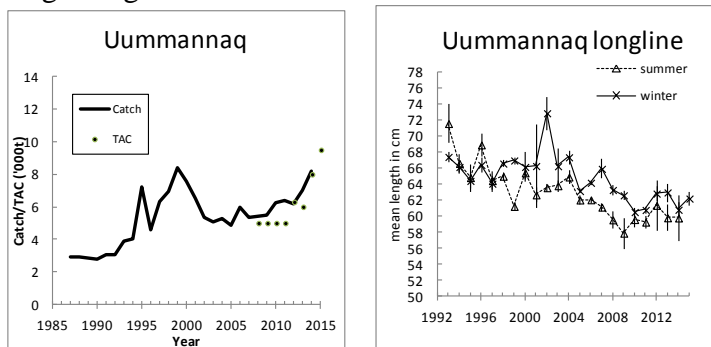 Uummannaq
14
12
10
8
6
4
2
0
Catch/TAC ('000t)
Catch
TAC
1985 1990 1995 2000 2005 2010 2015
Year
Uummannaq longline
summer
winter
78
76
74
72
70
68
66
64
62
60
58
56
54
52
50
mean length in cm
1992 1996 2000 2004 2008 2012